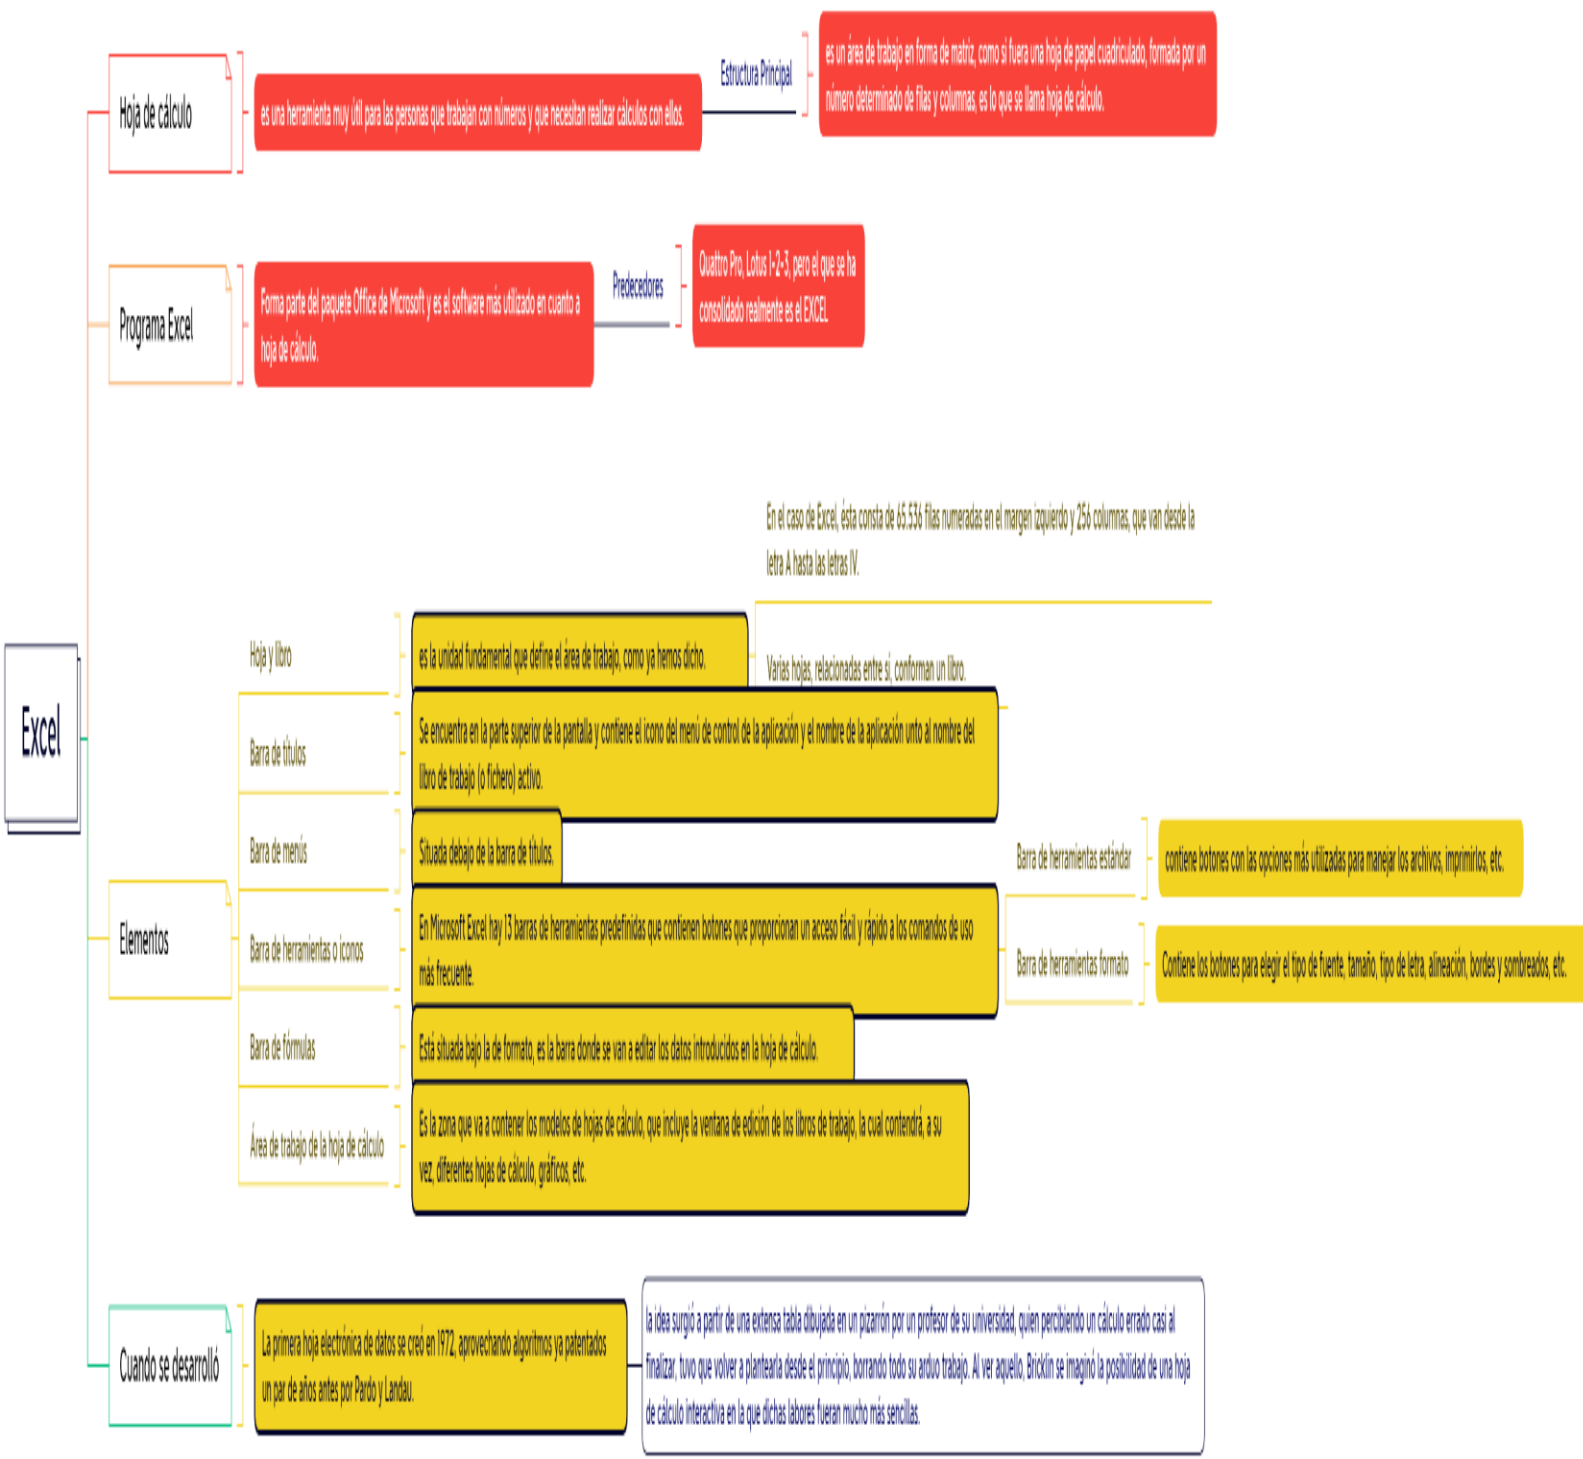 Excel
Hoja de cálculo
es una herramienta muy útil para las personas que trabajan con números y que necesitan realizar cálculos con ellos.
Estructura Principal
es un área de trabajo en forma de matriz, como si fuera una hoja de papel cuadriculado, formada por un
número determinado de filas y columnas, es lo que se llama hoja de cálculo.
Programa Excel
Forma parte del paquete Office de Microsoft y es el software más utilizado en cuanto a
hoja de cálculo.
Predecedores
Quattro Pro, Lotus 1-2-3, pero el que se ha
consolidado realmente es el EXCEL
Elementos
Hoja y libro
es la unidad fundamental que define el área de trabajo, como ya hemos dicho.
En el caso de Excel, ésta consta de 65.536 filas numeradas en el margen izquierdo y 256 columnas, que van desde la
letra A hasta las letras IV.
Varias hojas, relacionadas entre sí, conforman un libro.
Barra de títulos
Se encuentra en la parte superior de la pantalla y contiene el icono del menú de control de la aplicación y el nombre de la aplicación unto al nombre del
libro de trabajo (o fichero) activo.
Barra de menús
Situada debajo de la barra de títulos.
Barra de herramientas o iconos
En Microsoft Excel hay 13 barras de herramientas predefinidas que contienen botones que proporcionan un acceso fácil y rápido a los comandos de uso
más frecuente.
Barra de herramientas estándar
contiene botones con las opciones más utilizadas para manejar los archivos, imprimirlos, etc.
Barra de herramientas formato
Contiene los botones para elegir el tipo de fuente, tamaño, tipo de letra, alineación, bordes y sombreados, etc.
Barra de fórmulas
Está situada bajo la de formato, es la barra donde se van a editar los datos introducidos en la hoja de cálculo.
Área de trabajo de la hoja de cálculo
Es la zona que va a contener los modelos de hojas de cálculo, que incluye la ventana de edición de los libros de trabajo, la cual contendrá, a su
vez, diferentes hojas de cálculo, gráficos, etc.
Cuando se desarrolló
La primera hoja electrónica de datos se creó en 1972, aprovechando algoritmos ya patentados
un par de años antes por Pardo y Landau.
la idea surgió a partir de una extensa tabla dibujada en un pizarrón por un profesor de su universidad, quien percibiendo un cálculo errado casi al
finalizar, tuvo que volver a plantearla desde el principio, borrando todo su arduo trabajo. Al ver aquello, Bricklin se imaginó la posibilidad de una hoja
de cálculo interactiva en la que dichas labores fueran mucho más sencillas.